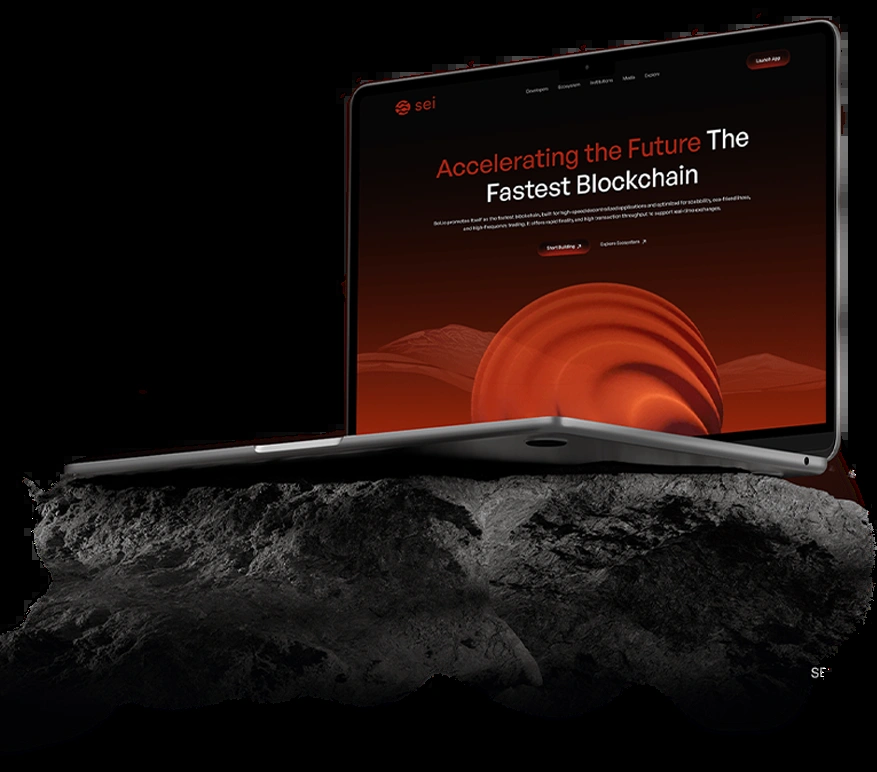 sei
Developers Ecosystem Institutions Media Explore
Launch App
Accelerating the Future The
Fastest Blockchain
Sei.io promotes itself as the fastest blockchain, built for high-speed decentralized applications and optimized for scalability, user-friendliness,
and high-frequency trading. It offers rapid finality and high transaction throughput to support real-time exchanges.
Start Building Explore Ecosystem
SE